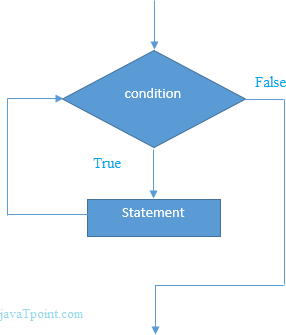 condition
False
True
Statement
javaTpoint.com